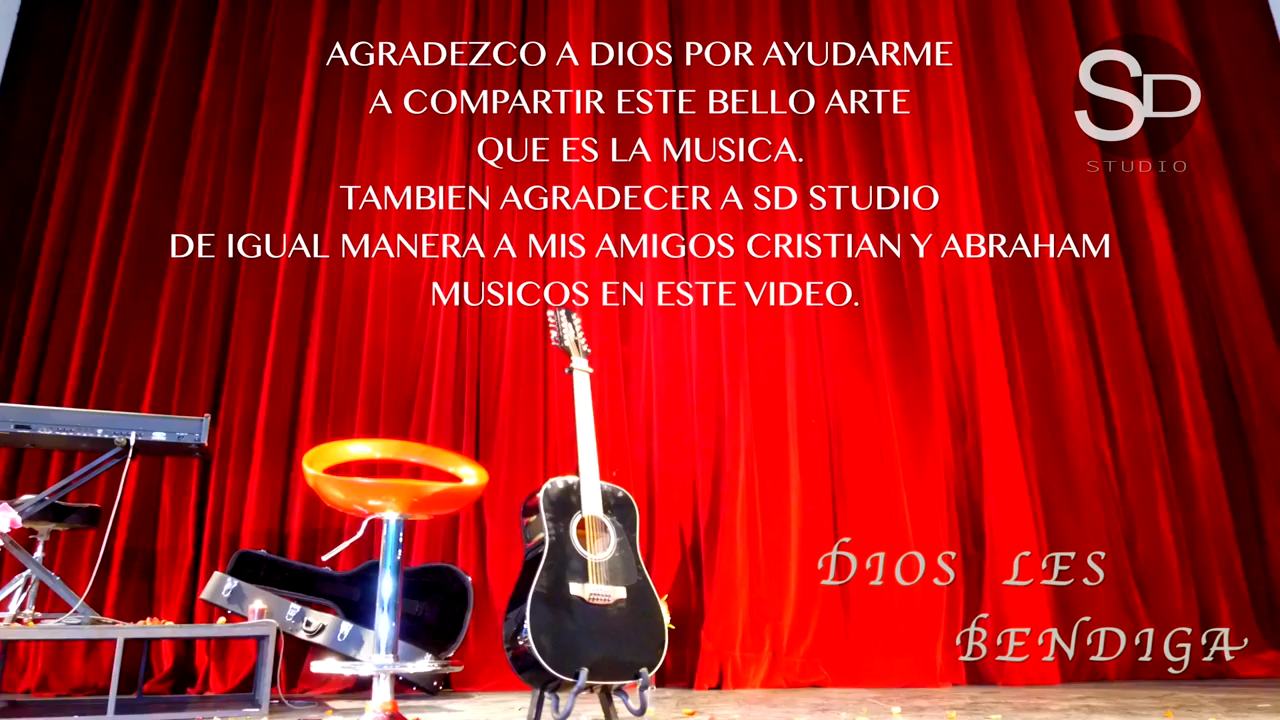 AGRADEZCO A DIOS POR AYUDARME
A COMPARTIR ESTE BELLO ARTE
QUE ES LA MUSICA.
TAMBIEN AGRADECER A SD STUDIO
DE IGUAL MANERA A MIS AMIGOS CRISTIAN Y ABRAHAM
MUSICOS EN ESTE VIDEO.
SD
STUDIO
DIOS LES
BENDIGA